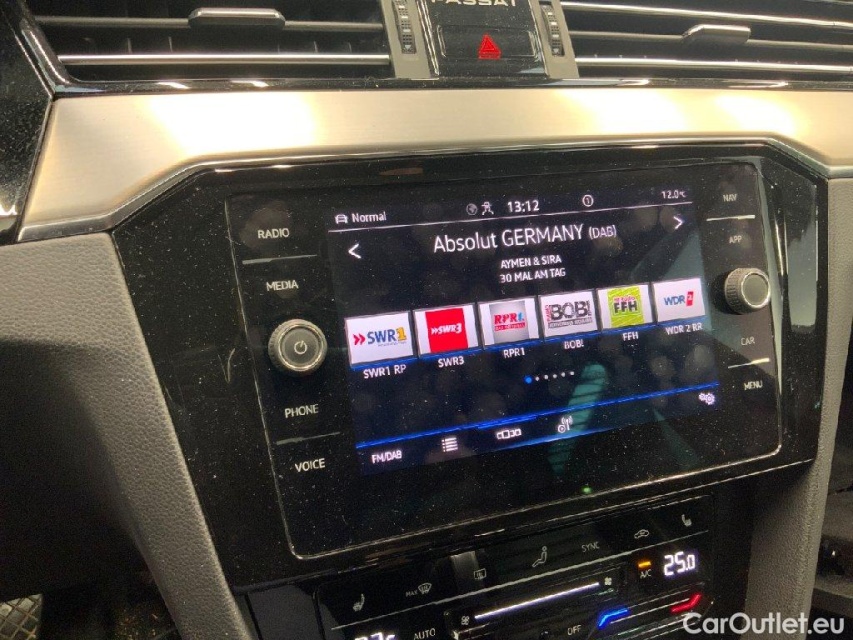 PASSAT
RADIO
MEDIA
PHONE
VOICE
Normal
13:12
12.0°C
Absolut GERMANY (DAB)
AYMEN & SIRA
30 MAL AM TAG
SWR1
SWR3
RPR1.
BOB!
FFH
WDR 2
SWR1 RP
SWR3
RPR1
BOB!
FFH
WDR 2 RR
FM/DAB
NAV
APP
CAR
MENU
SYNC
MAX
A/C
25.0
AUTO
OFF
CarOutlet.eu